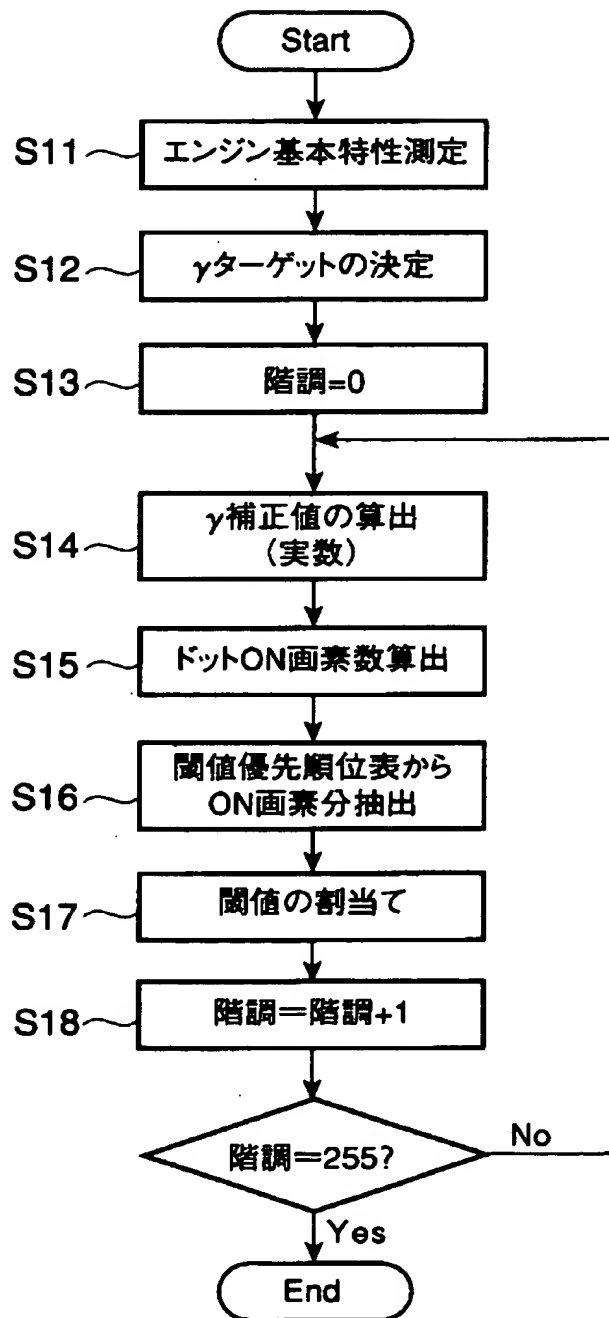 Start
S11
エンジン基本特性測定
S12
γターゲットの決定
S13
階調=0
S14
γ補正値の算出
(実数)
S15
ドットON画素数算出
S16
閾値優先順位表から
ON画素分抽出
S17
閾値の割当て
S18
階調=階調+1
階調=255?
No
Yes
End